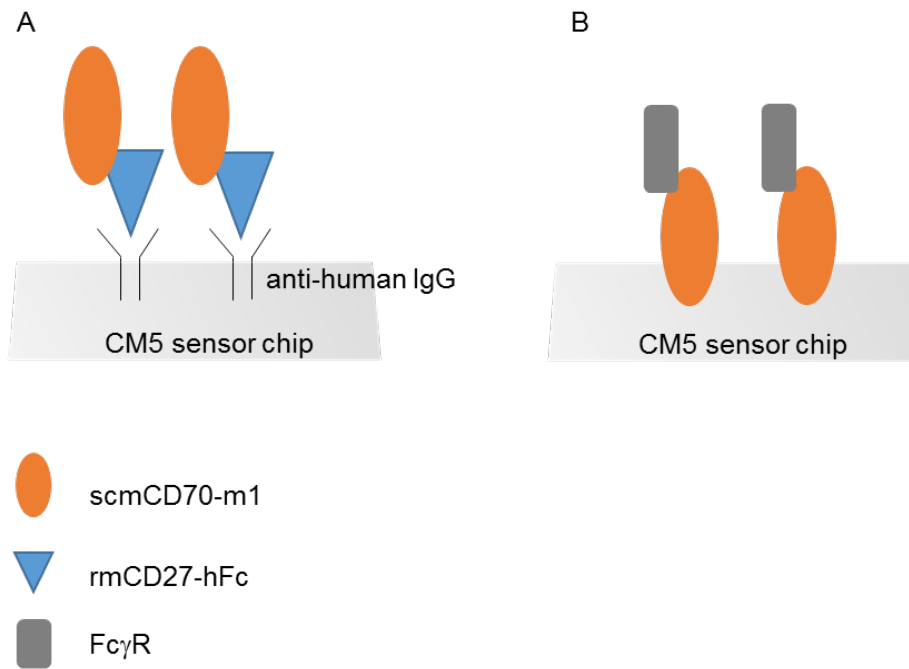 A
B
anti-human IgG
CM5 sensor chip
CM5 sensor chip
scmCD70-m1
rmCD27-hFc
FcγR